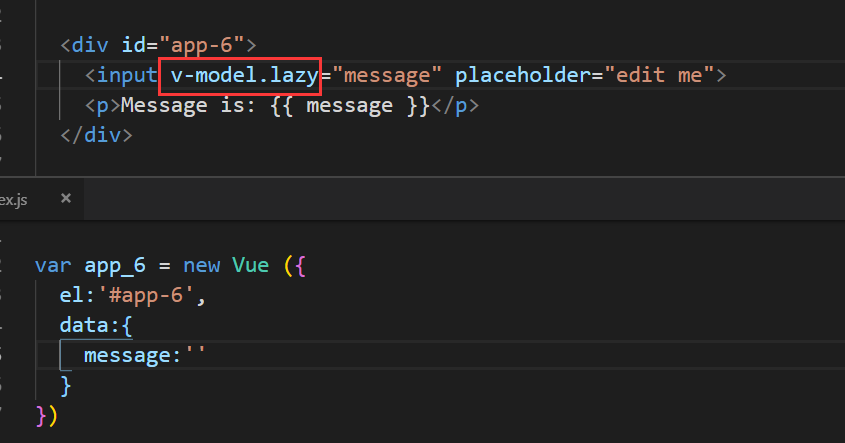 <div id="app-6">
<input v-model.lazy="message" placeholder="edit me">
<p>Message is: {{ message }}</p>
</div>
ex.js ×
var app_6 = new Vue ({
el:'#app-6',
data:{
message:''
}
})